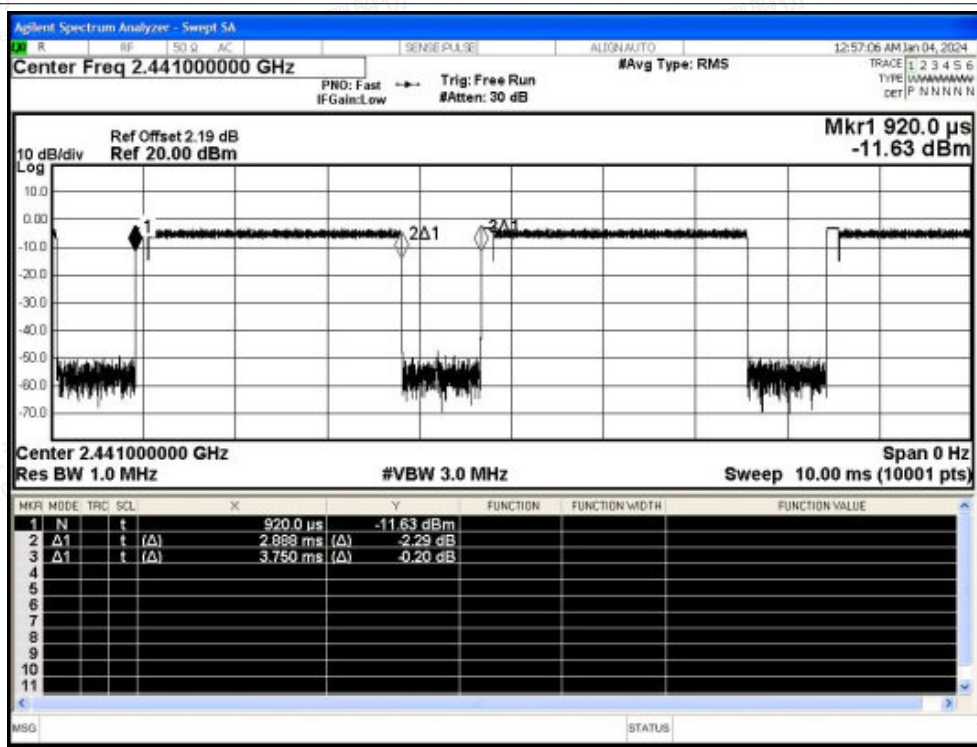 Agilent Spectrum Analyzer - Swept SA
LXI R RF 50 Ω AC SENSE:PULSE ALIGN AUTO 12:57:06 AM Jan 04, 2024
Center Freq 2.441000000 GHz #Avg Type: RMS TRACE 1 2 3 4 5 6
PNO: Fast Trig: Free Run TYPE WWWWWW
IFGain:Low #Atten: 30 dB DET P N N N N N
Mkr1 920.0 µs
Ref Offset 2.19 dB
10 dB/div Ref 20.00 dBm -11.63 dBm
Log
10.0
0.00
1 2Δ1 3Δ1
-10.0
-20.0
-30.0
-40.0
-50.0
-60.0
-70.0
Center 2.441000000 GHz Span 0 Hz
Res BW 1.0 MHz #VBW 3.0 MHz Sweep 10.00 ms (10001 pts)
MKR MODE TRC SCL X Y FUNCTION FUNCTION WIDTH FUNCTION VALUE
1 N t 920.0 µs -11.63 dBm
2 Δ1 t (Δ) 2.888 ms (Δ) -2.29 dB
3 Δ1 t (Δ) 3.750 ms (Δ) -0.20 dB
4
5
6
7
8
9
10
11
MSG STATUS